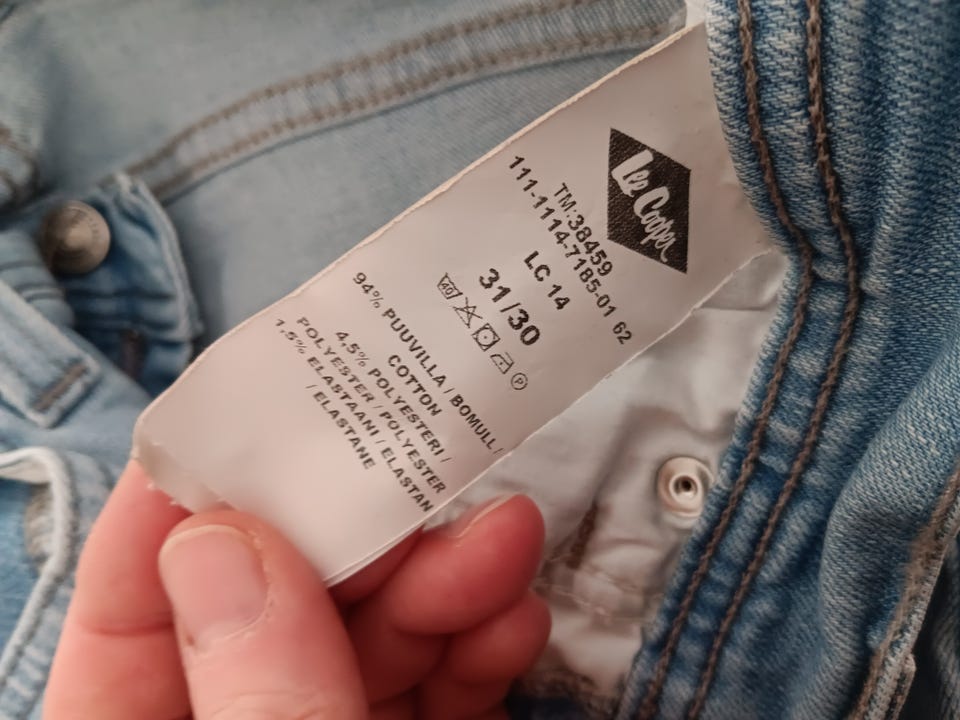 Lee Cooper
TM:38459
111-1114-7185-01 62
LC 14
31/30
40 P
94% PUUVILLA / BOMULL /
COTTON
4,5% POLYESTERI /
POLYESTER / POLYESTER
1,5% ELASTAANI / ELASTAN
/ ELASTANE